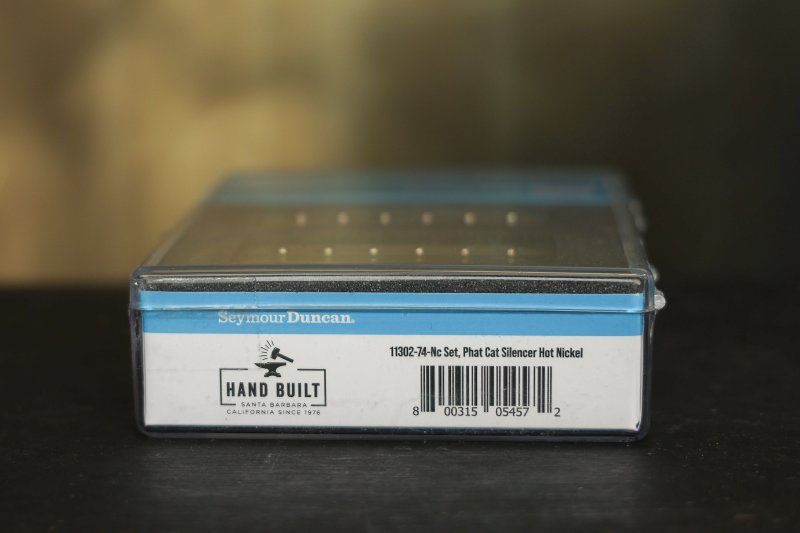 SeymourDuncan.
11302-74-Nc Set, Phat Cat Silencer Hot Nickel
HAND BUILT
SANTA BARBARA
CALIFORNIA SINCE 1976
8 00315 05457 2